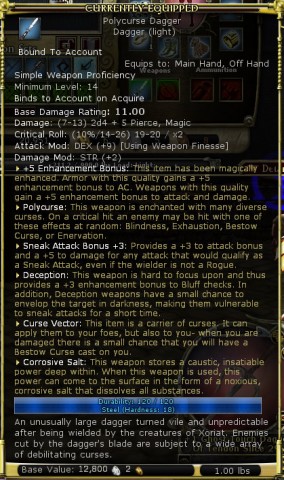 CURRENTLY EQUIPPED
Polycurse Dagger
Dagger (light)
Bound To Account
Equips to: Main Hand, Off Hand
Simple Weapon Proficiency
Minimum Level: 14
Binds to Account on Acquire
Base Damage Rating: 11.00
Damage: (7-13) 2d4 + 5 Pierce, Magic
Critical Roll: (10%/14-26) 19-20 / x2
Attack Mod: DEX (+9) [Using Weapon Finesse]
Damage Mod: STR (+2)
+5 Enhancement Bonus: This item has been magically
enhanced. Armor with this quality gains a +5
enhancement bonus to AC. Weapons with this quality
gain a +5 enhancement bonus to attack and damage.
Polycurse: This weapon is enchanted with many diverse
curses. On a critical hit an enemy may be hit with one of
these effects at random: Blindness, Exhaustion, Bestow
Curse, or Enervation.
Sneak Attack Bonus +3: Provides a +3 to attack bonus
and a +5 to damage for any attack that would qualify as
a Sneak Attack, even if the wielder is not a Rogue.
Deception: This weapon is hard to focus upon and thus
provides a +3 enhancement bonus to Bluff checks. In
addition, Deception weapons have a small chance to
envelop the target in darkness, making them vulnerable
to sneak attacks for a short time.
Curse Vector: This item is a carrier of curses. It can
apply them to your foes, but also to you- when you are
damaged there is a small chance that you will have a
Bestow Curse cast on you.
Corrosive Salt: This weapon stores a caustic, insatiable
power deep within. When this weapon is used, this
power can come to the surface in the form of a noxious,
corrosive salt that dissolves all substances.
Durability: 120 / 120
Steel (Hardness: 18)
An unusually large dagger turned vile and unpredictable
after being wielded by the creatures of Xoriat. Enemies
cut by the dagger's blade are subject to a wide array
of debilitating curses.
Base Value: 12,800 2
1.00 lbs